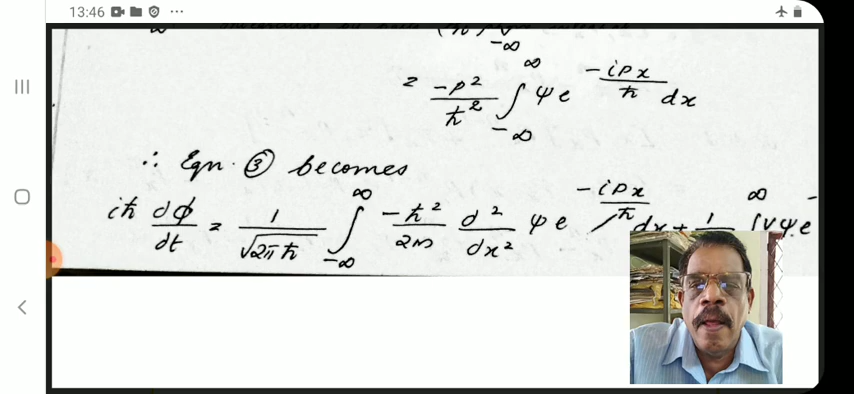 13:46
= -p²/ħ² ∫_{-∞}^{∞} ψ e^{-ipx/ħ} dx
∴ Eqn. ③ becomes
iħ dϕ/dt = 1/√2πħ ∫_{-∞}^{∞} -ħ²/2m d²/dx² ψ e^{-ipx/ħ} dx + 1 ∫^{∞} V ψ e^{-